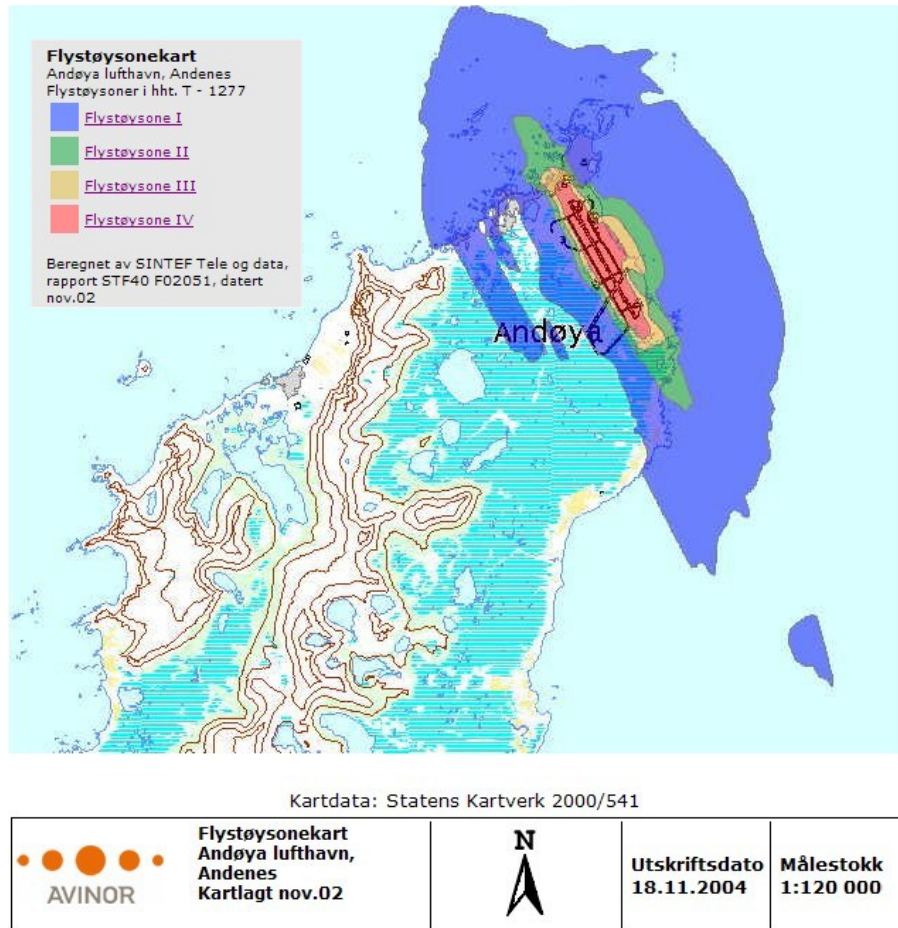 Flystøysonekart
Andøya lufthavn, Andenes
Flystøysoner i hht. T - 1277
Flystøysone I
Flystøysone II
Flystøysone III
Flystøysone IV
Beregnet av SINTEF Tele og data,
rapport STF40 F02051, datert
nov.02
Andøya
Kartdata: Statens Kartverk 2000/541
AVINOR
Flystøysonekart
Andøya lufthavn,
Andenes
Kartlagt nov.02
N
Utskriftsdato
18.11.2004
Målestokk
1:120 000